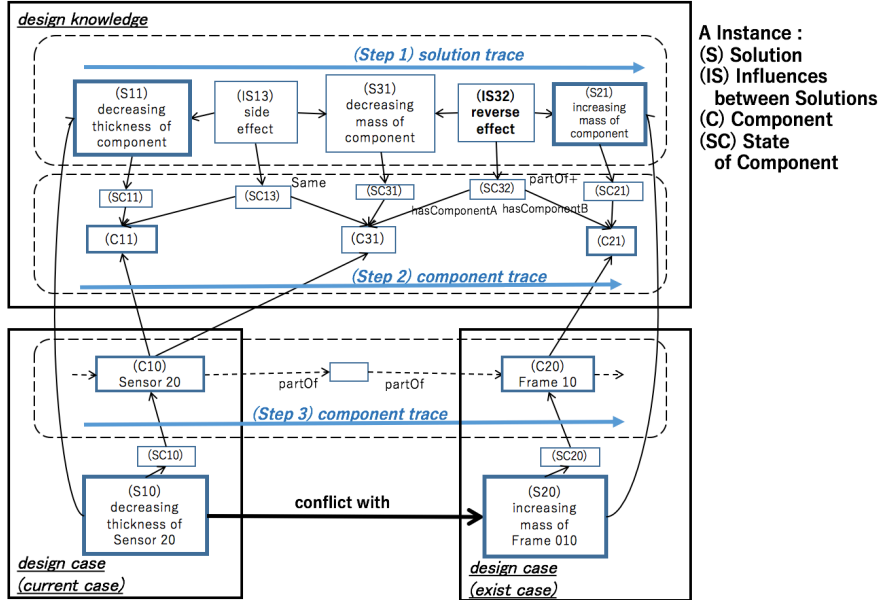 design knowledge
(Step 1) solution trace
(S11)
decreasing
thickness of
component
(IS13)
side
effect
(S31)
decreasing
mass of
component
(IS32)
reverse
effect
(S21)
increasing
mass of
component
A Instance :
(S) Solution
(IS) Influences
between Solutions
(C) Component
(SC) State
of Component
(SC11)
(SC13)
Same
(SC31)
(SC32)
partOf+
(SC21)
hasComponentA
hasComponentB
(C11)
(C31)
(C21)
(Step 2) component trace
(C10)
Sensor 20
partOf
partOf
(C20)
Frame 10
(Step 3) component trace
(SC10)
(SC20)
(S10)
decreasing
thickness of
Sensor 20
conflict with
(S20)
increasing
mass of
Frame 010
design case
(current case)
design case
(exist case)